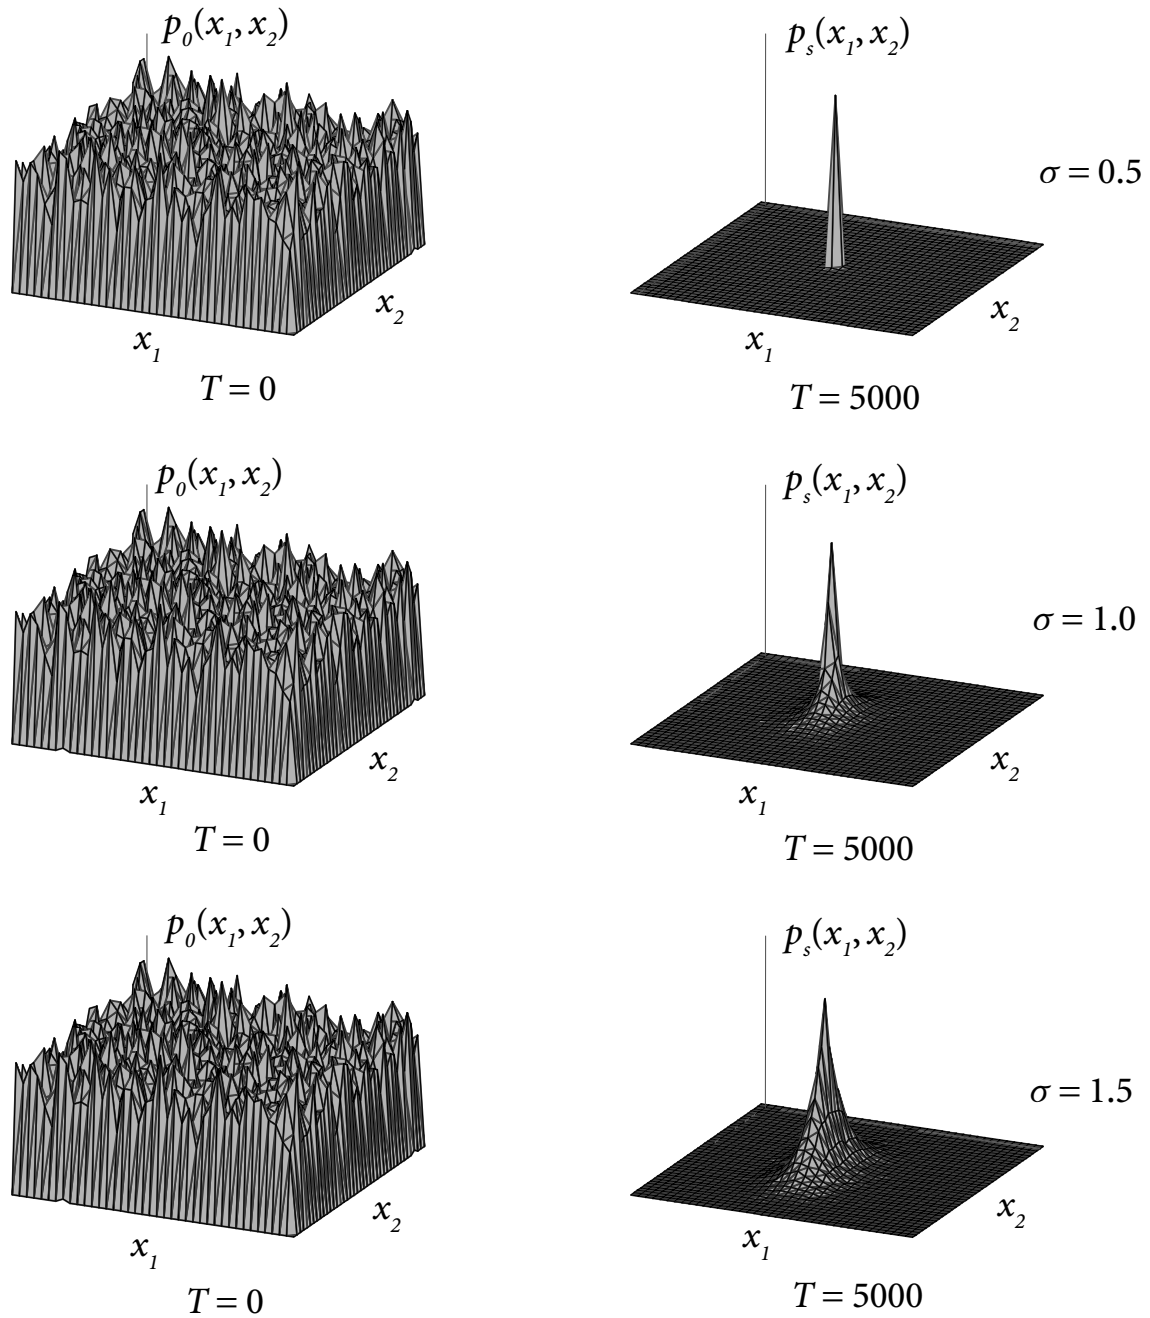 p₀(x₁, x₂)
pₛ(x₁, x₂)
σ = 0.5
x₂
x₂
x₁
x₁
T = 0
T = 5000
p₀(x₁, x₂)
pₛ(x₁, x₂)
σ = 1.0
x₂
x₂
x₁
x₁
T = 0
T = 5000
p₀(x₁, x₂)
pₛ(x₁, x₂)
σ = 1.5
x₂
x₂
x₁
x₁
T = 0
T = 5000